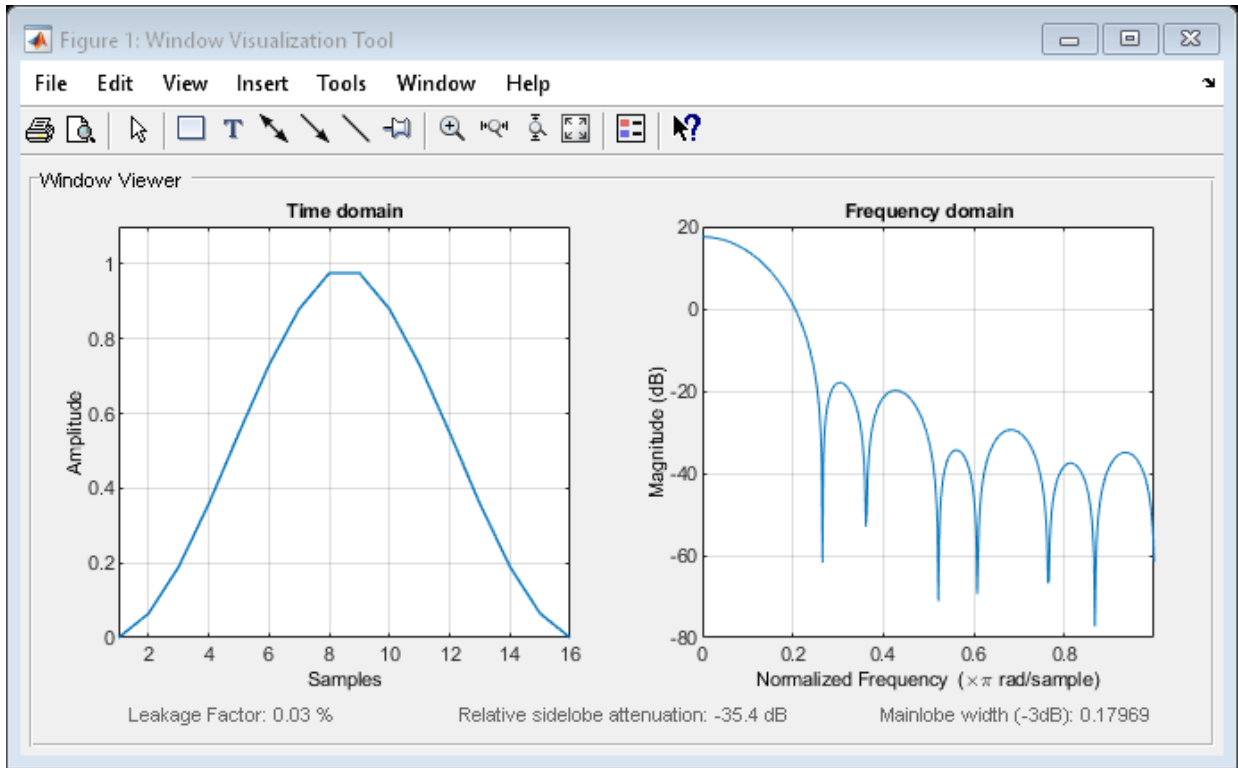 Figure 1: Window Visualization Tool
File Edit View Insert Tools Window Help
T
?
Window Viewer
Time domain
1
0.8
0.6
0.4
0.2
0
Amplitude
2 4 6 8 10 12 14 16
Samples
Frequency domain
20
0
-20
-40
-60
-80
Magnitude (dB)
0 0.2 0.4 0.6 0.8
Normalized Frequency (×π rad/sample)
Leakage Factor: 0.03 %
Relative sidelobe attenuation: -35.4 dB
Mainlobe width (-3dB): 0.17969